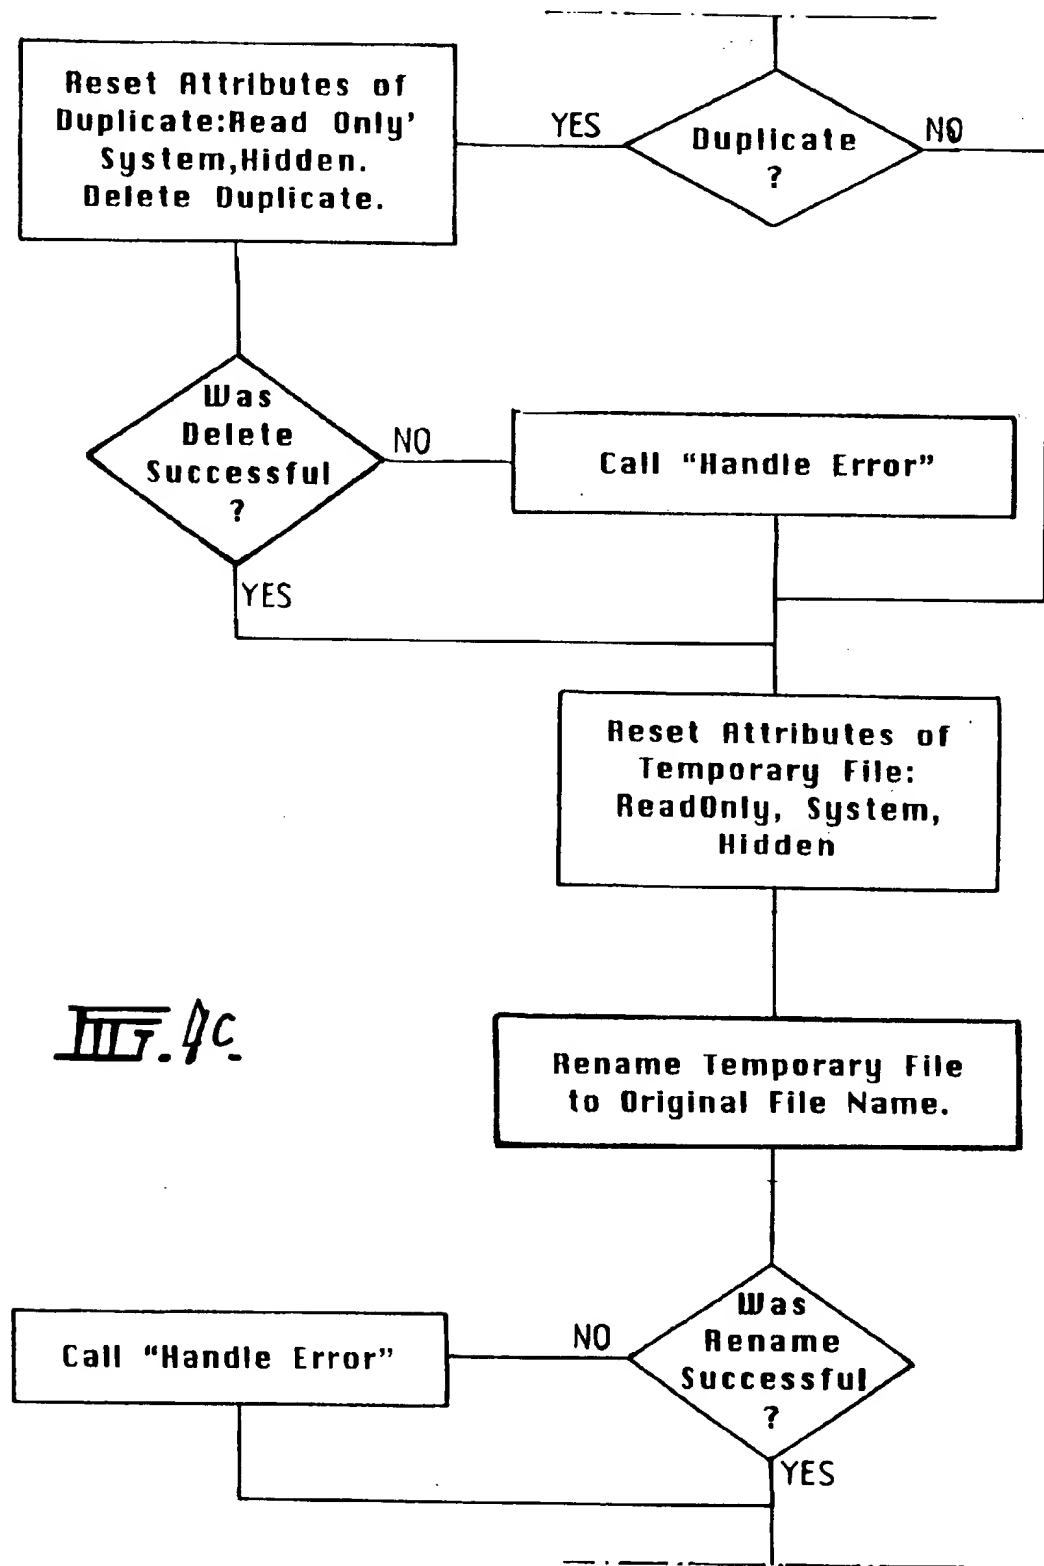 Reset Attributes of
Duplicate:Read Only'
System,Hidden.
Delete Duplicate.
YES
Duplicate
?
NO
Was
Delete
Successful
?
NO
Call “Handle Error”
YES
Reset Attributes of
Temporary File:
ReadOnly, System,
Hidden
Rename Temporary File
to Original File Name.
Was
Rename
Successful
?
NO
Call “Handle Error”
YES